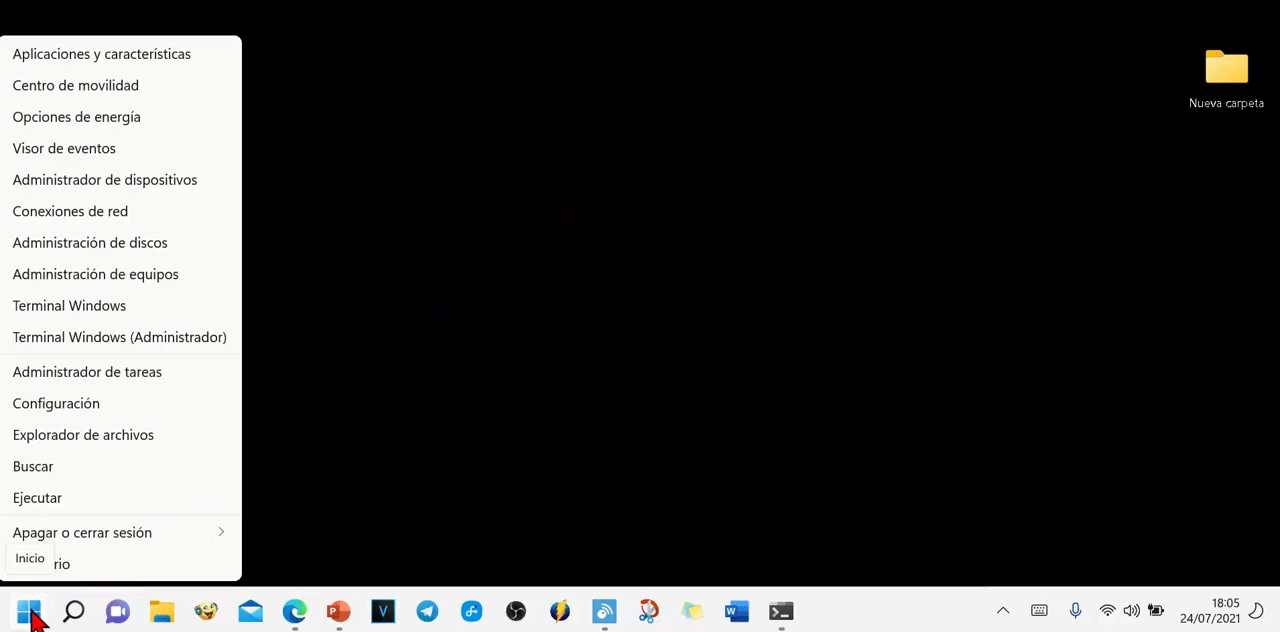 Aplicaciones y características
Centro de movilidad
Opciones de energía
Visor de eventos
Administrador de dispositivos
Conexiones de red
Administración de discos
Administración de equipos
Terminal Windows
Terminal Windows (Administrador)
Administrador de tareas
Configuración
Explorador de archivos
Buscar
Ejecutar
Apagar o cerrar sesión
Inicio
rio
Nueva carpeta
P
V
W
18:05
24/07/2021